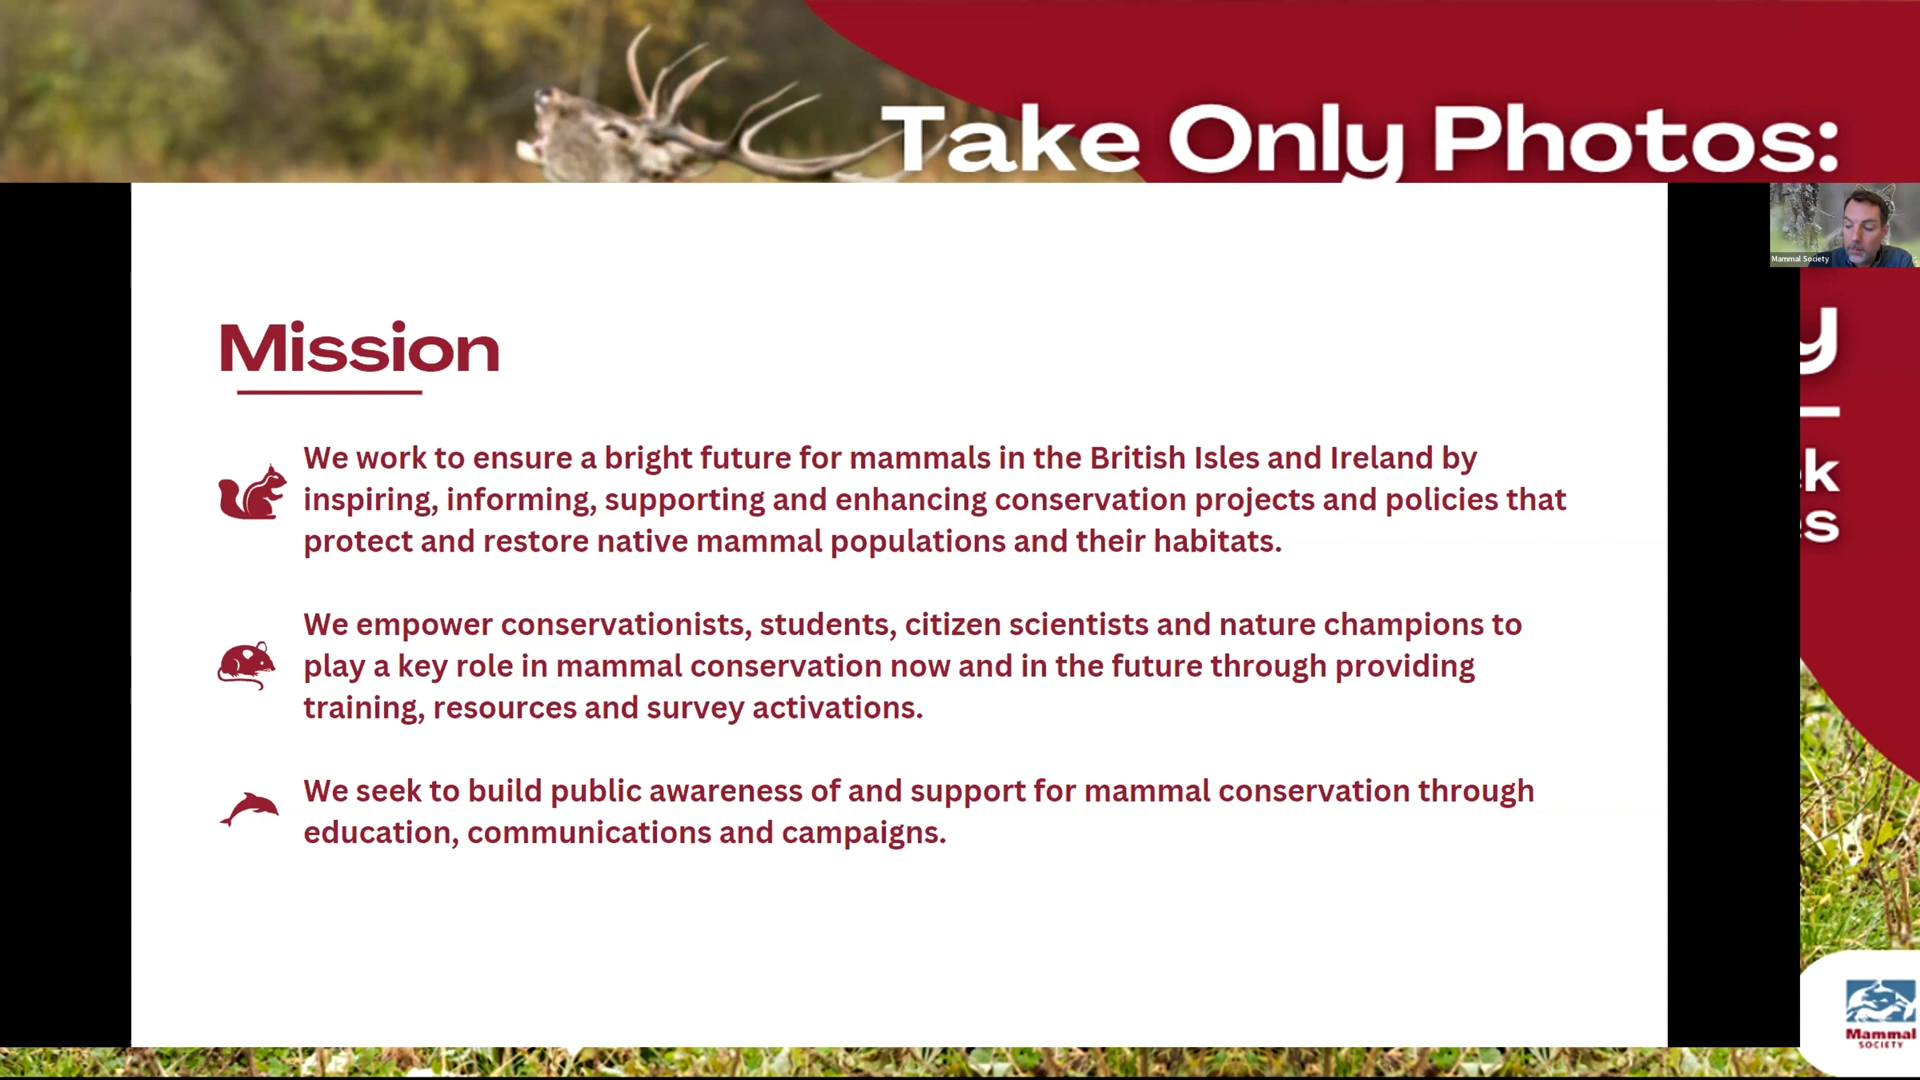 Take Only Photos:
Mammal Society
Mission
We work to ensure a bright future for mammals in the British Isles and Ireland by
inspiring, informing, supporting and enhancing conservation projects and policies that
protect and restore native mammal populations and their habitats.
We empower conservationists, students, citizen scientists and nature champions to
play a key role in mammal conservation now and in the future through providing
training, resources and survey activations.
We seek to build public awareness of and support for mammal conservation through
education, communications and campaigns.
Mammal
SOCIETY